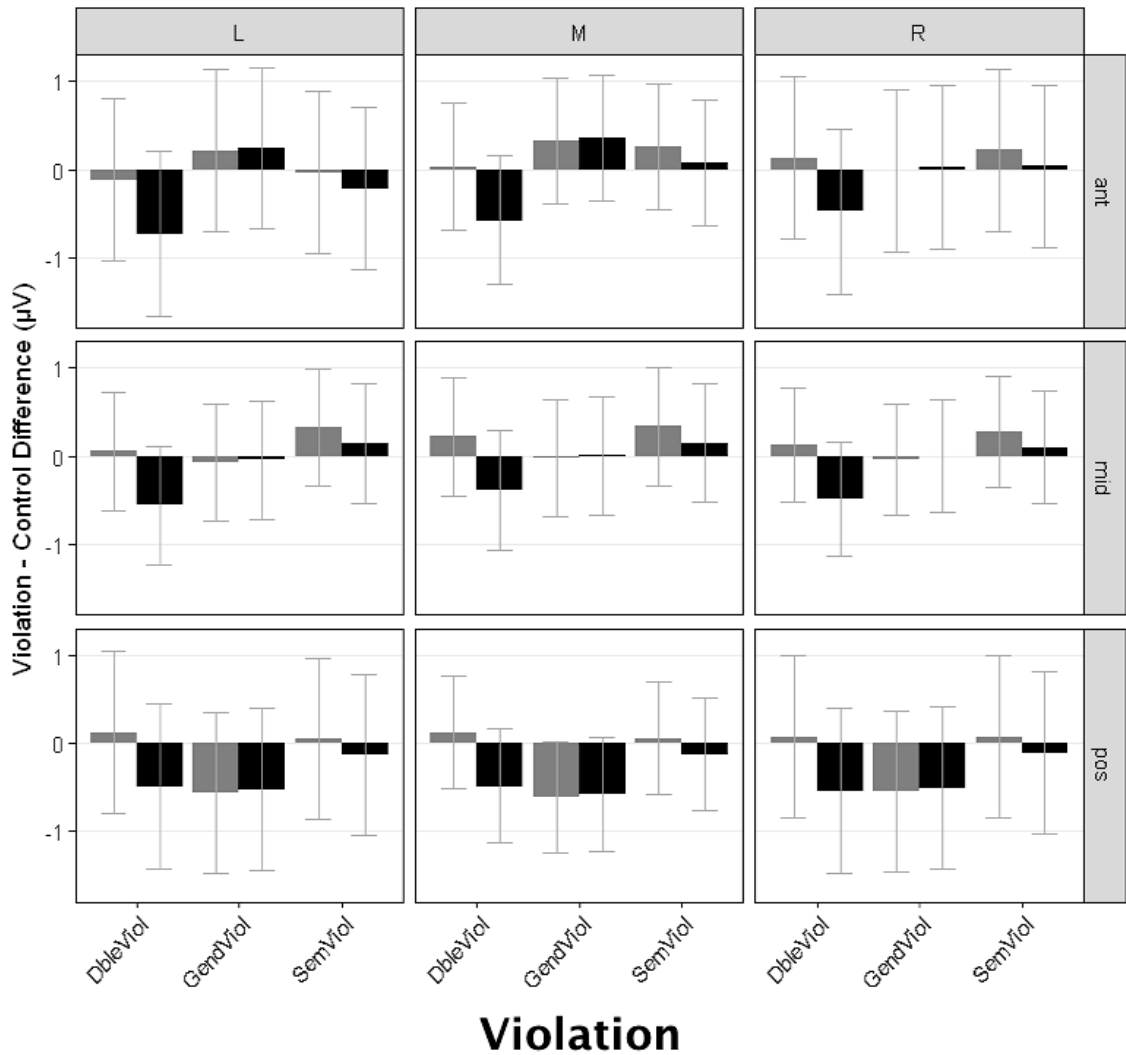 L M R
1
0
-1
ant
1
0
-1
mid
1
0
-1
pos
Violation - Control Difference (µV)
DbleViol GendViol SemViol DbleViol GendViol SemViol DbleViol GendViol SemViol
Violation